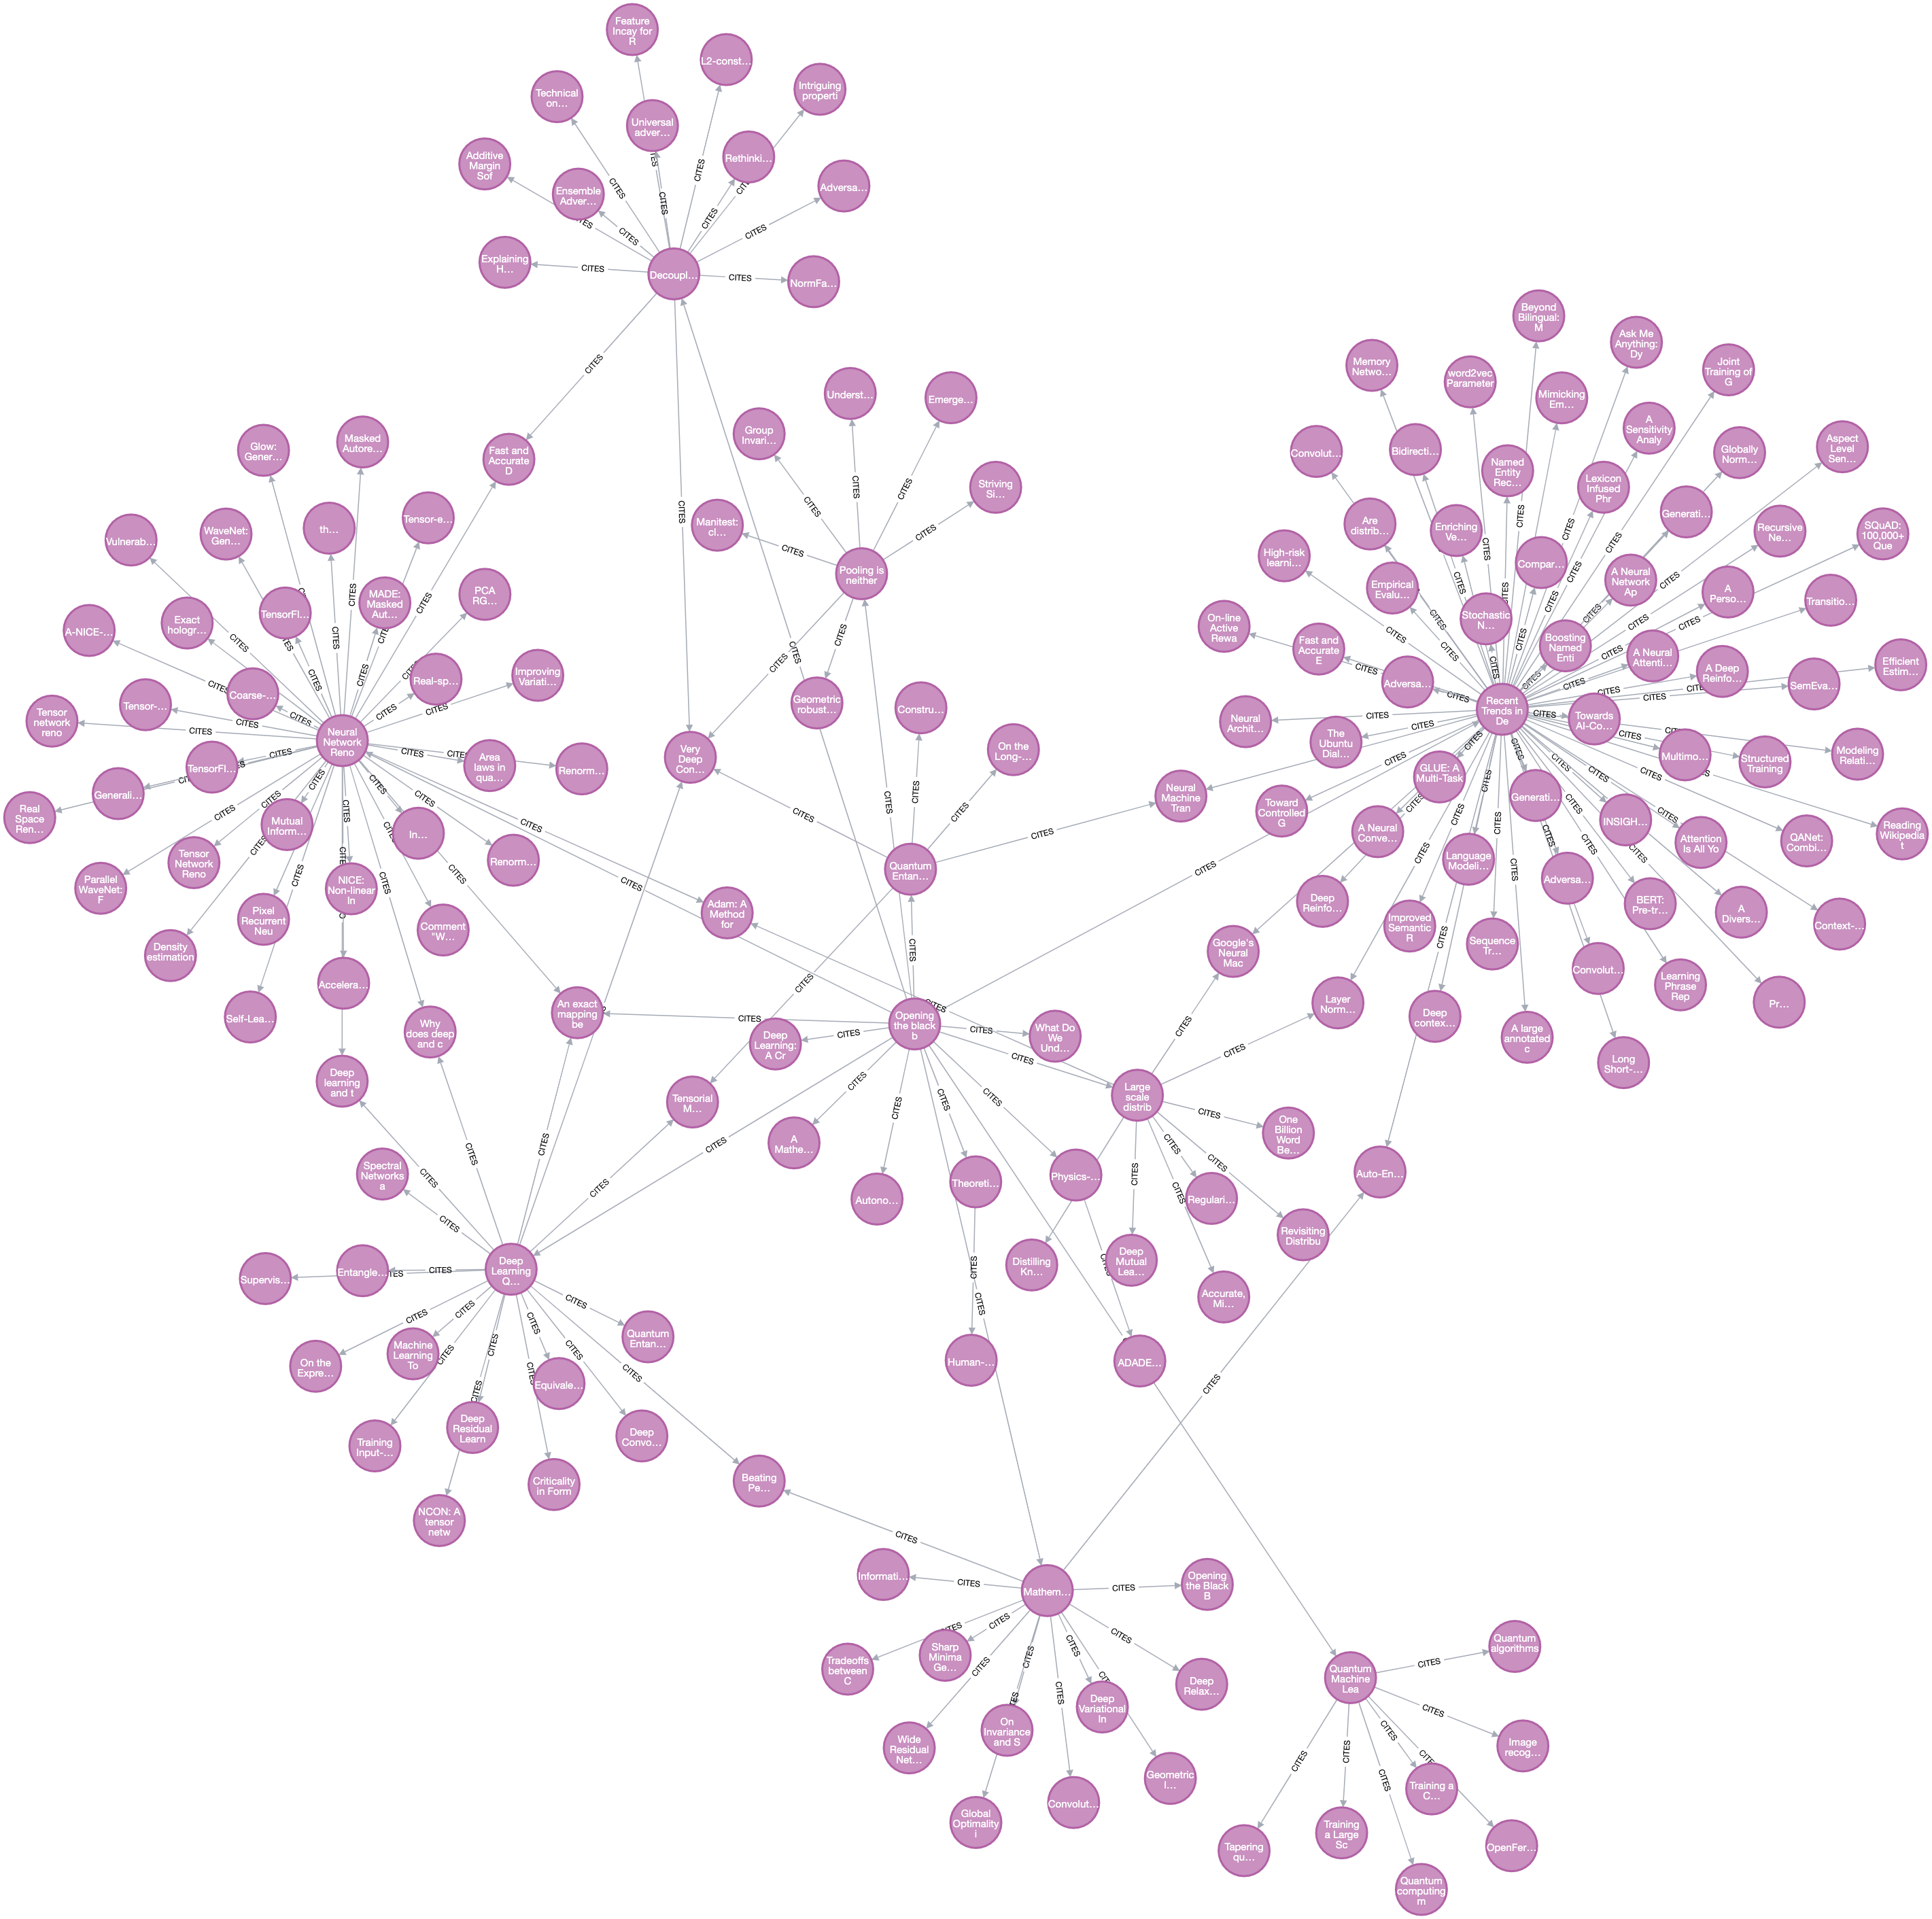 Feature
Incay for
R
L2-const…
Intriguing
properti
Technical
on…
Universal
adver…
Rethinki…
Additive
Margin
Sof
Ensemble
Adver…
Adversa…
Explaining
H…
Decoupl…
NormFa…
CITES
Beyond
Bilingual:
M
Ask Me
Anything:
Dy
Joint
Training of
G
Memory
Netwo…
word2vec
Parameter
Mimicking
Em…
A
Sensitivity
Analy
Globally
Norm…
Aspect
Level
Sen…
Convolut…
Bidirecti…
Named
Entity
Rec…
Lexicon
Infused
Phr
Generati…
SQuAD:
100,000+
Que
Are
distrib…
Enriching
Ve…
Recursive
Ne…
High-risk
learni…
Compar…
A Neural
Network
Ap
Empirical
Evalu…
A
Perso…
Transitio…
Stochastic
N…
On-line
Active
Rewa
Fast and
Accurate
E
Boosting
Named
Enti
A Neural
Attenti…
A Deep
Reinfo…
Efficient
Estim…
Adversa…
SemEva…
Recent
Trends in
De
Neural
Archit…
The
Ubuntu
Dial…
Towards
AI-Co…
Multimo…
Structured
Training
Modeling
Relati…
GLUE: A
Multi-Task
Neural
Machine
Tran
Toward
Controlled
G
Generati…
INSIGH…
Attention
Is All Yo
QANet:
Combi…
Reading
Wikipedia
t
A Neural
Conve…
Language
Modeli…
Deep
Reinfo…
Improved
Semantic
R
Sequence
Tr…
Adversa…
BERT:
Pre-tr…
A
Divers…
Context-…
Google's
Neural
Mac
Layer
Norm…
Deep
contex…
A large
annotated
c
Convolut…
Learning
Phrase
Rep
Pr…
Long
Short-…
Underst…
Emerge…
Group
Invari…
Striving
Si…
Manitest:
cl…
Pooling is
neither
Geometric
robust…
Very
Deep
Con…
Constru…
On the
Long-…
Quantum
Entan…
Fast and
Accurate
D
Glow:
Gener…
Masked
Autore…
Vulnerab…
WaveNet:
Gen…
th…
Tensor-e…
A-NICE-…
Exact
hologr…
TensorFl…
MADE:
Masked
Aut…
PCA
RG…
Coarse-…
Real-sp…
Improving
Variati…
Tensor
network
reno
Tensor-…
Neural
Network
Reno
Area
laws in
qua…
Renorm…
Real
Space
Ren…
Generali…
TensorFl…
Mutual
Inform…
In…
Renorm…
Parallel
WaveNet:
F
Tensor
Network
Reno
NICE:
Non-linear
In
Density
estimation
Pixel
Recurrent
Neu
Comment
"W…
Self-Lea…
Accelera…
Why
does deep
and c
Deep
learning
and t
Adam: A
Method
for
An exact
mapping
be
Opening
the black
b
Deep
Learning:
A Cr
What Do
We
Und…
Tensorial
M…
A
Mathe…
Autono…
Theoreti…
Physics-…
Large
scale
distrib
One
Billion
Word
Be…
Regulari…
Revisiting
Distribu
Auto-En…
Distilling
Kn…
Deep
Mutual
Lea…
Accurate,
Mi…
Human-…
ADADE…
Spectral
Networks
a
Supervis…
Entangle…
Deep
Learning
Q…
On the
Expre…
Machine
Learning
To
Equivale…
Quantum
Entan…
Training
Input-…
Deep
Residual
Learn
Deep
Convo…
NCON: A
tensor
netw
Criticality
in Form
Beating
Pe…
Informati…
Mathem…
Opening
the Black
B
Tradeoffs
between
C
Sharp
Minima
Ge…
Deep
Variational
In
Deep
Relax…
Wide
Residual
Net…
On
Invariance
and S
Global
Optimality
i
Convolut…
Geometric
I…
Quantum
Machine
Lea
Quantum
algorithms
Image
recog…
Training a
C…
Tapering
qu…
Training
a Large
Sc
OpenFer…
Quantum
computing
m